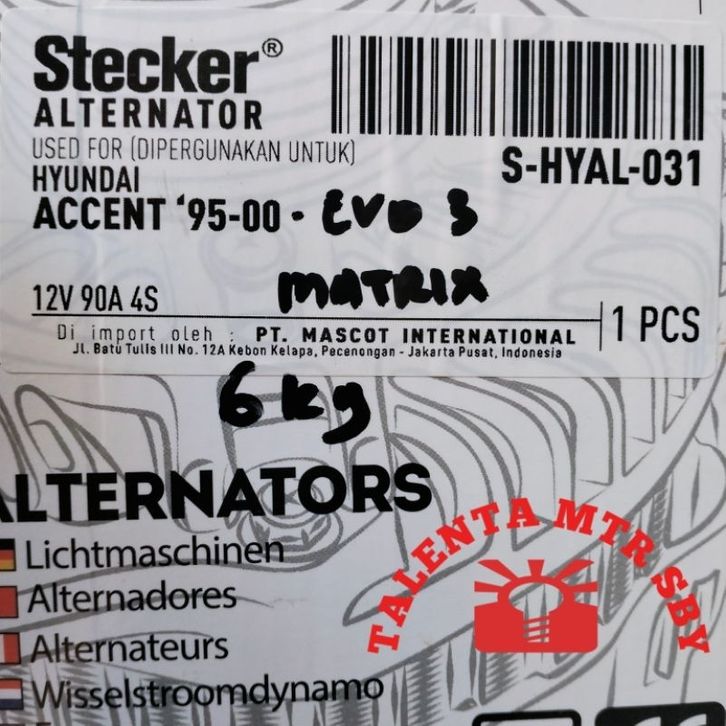 Stecker®
ALTERNATOR
USED FOR (DIPERGUNAKAN UNTUK)
HYUNDAI
ACCENT '95-00 - EVO 3
S-HYAL-031
MATRIX
12V 90A 4S
1 PCS
Di import oleh : PT. MASCOT INTERNATIONAL
Jl. Batu Tulis III No. 12A Kebon Kelapa, Pecenongan - Jakarta Pusat, Indonesia
6 kg
ALTERNATORS
Lichtmaschinen
Alternadores
Alternateurs
Wisselstroomdynamo
TALENTA MTR SBY